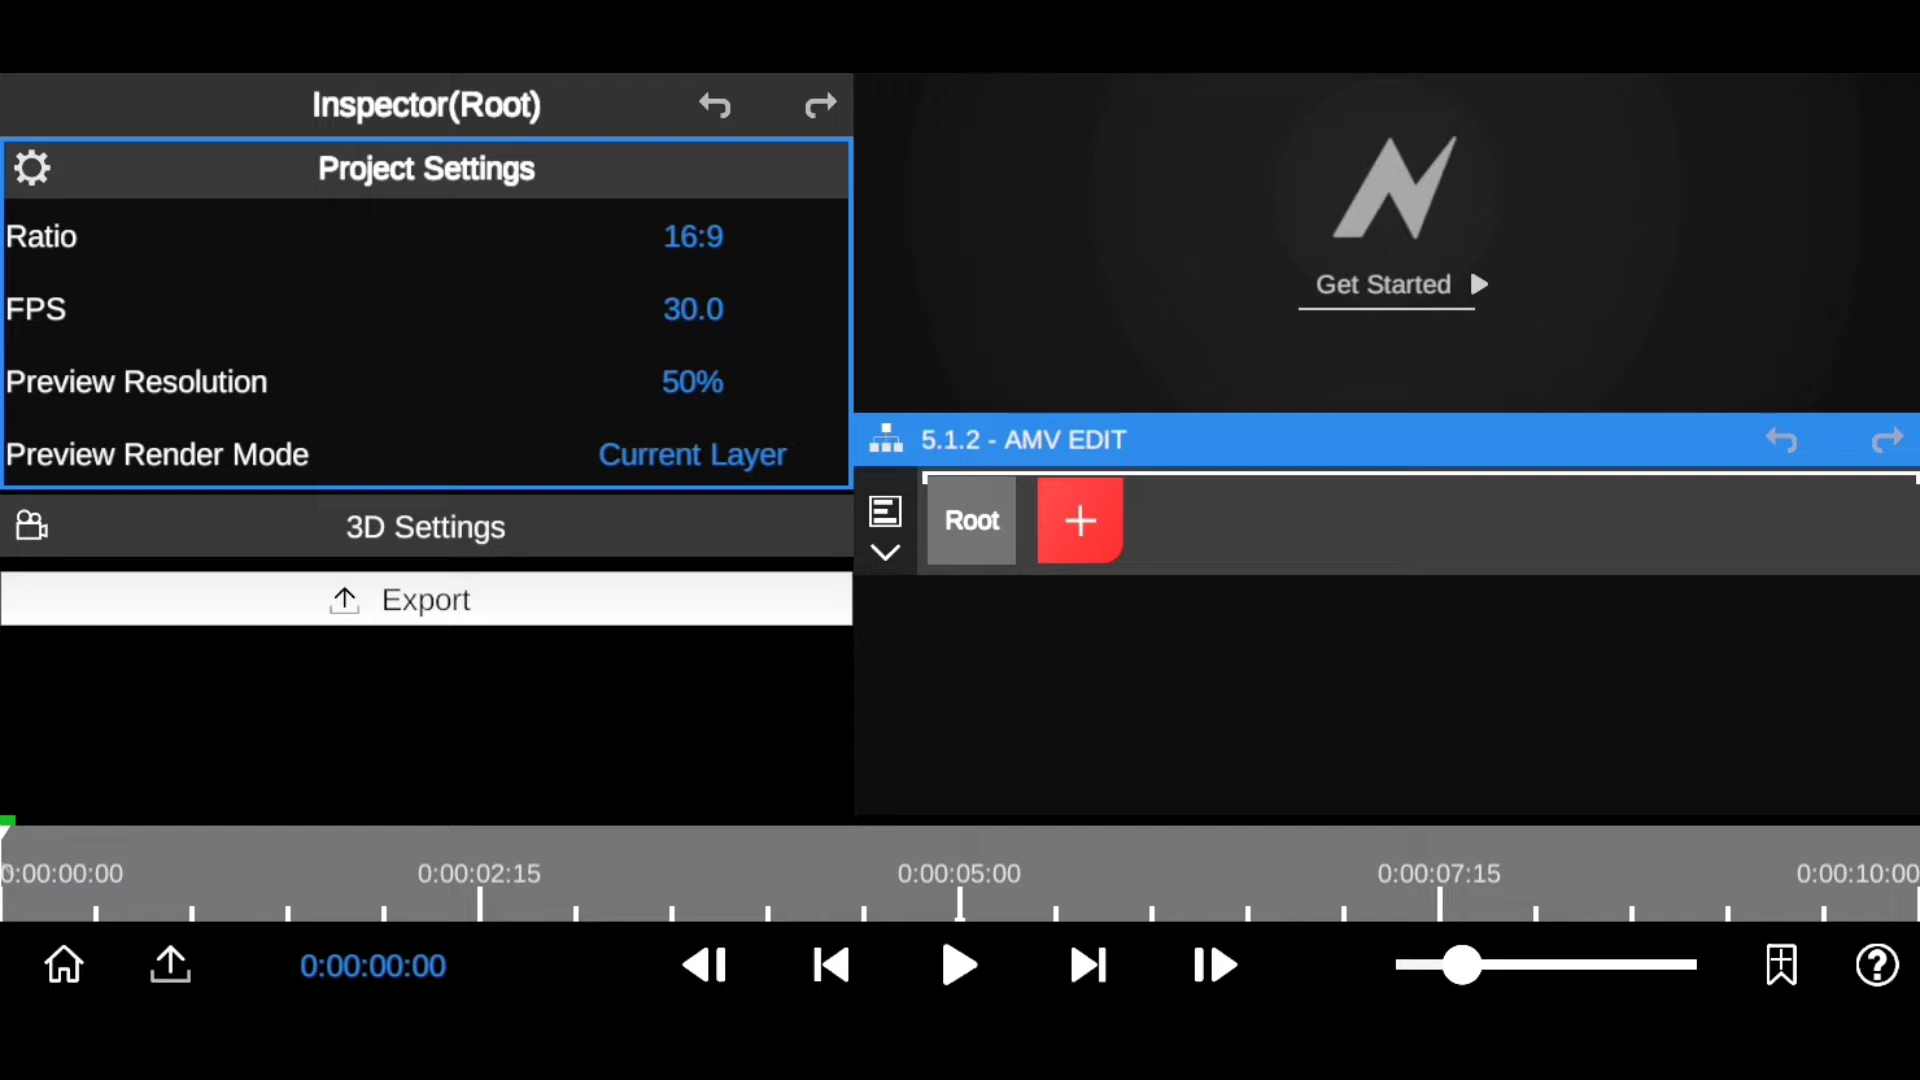 Inspector(Root)
Project Settings
Ratio 16:9
FPS 30.0
Preview Resolution 50%
Preview Render Mode Current Layer
3D Settings
Export
Get Started
5.1.2 - AMV EDIT
Root
0:00:00:00 0:00:02:15 0:00:05:00 0:00:07:15 0:00:10:00
0:00:00:00